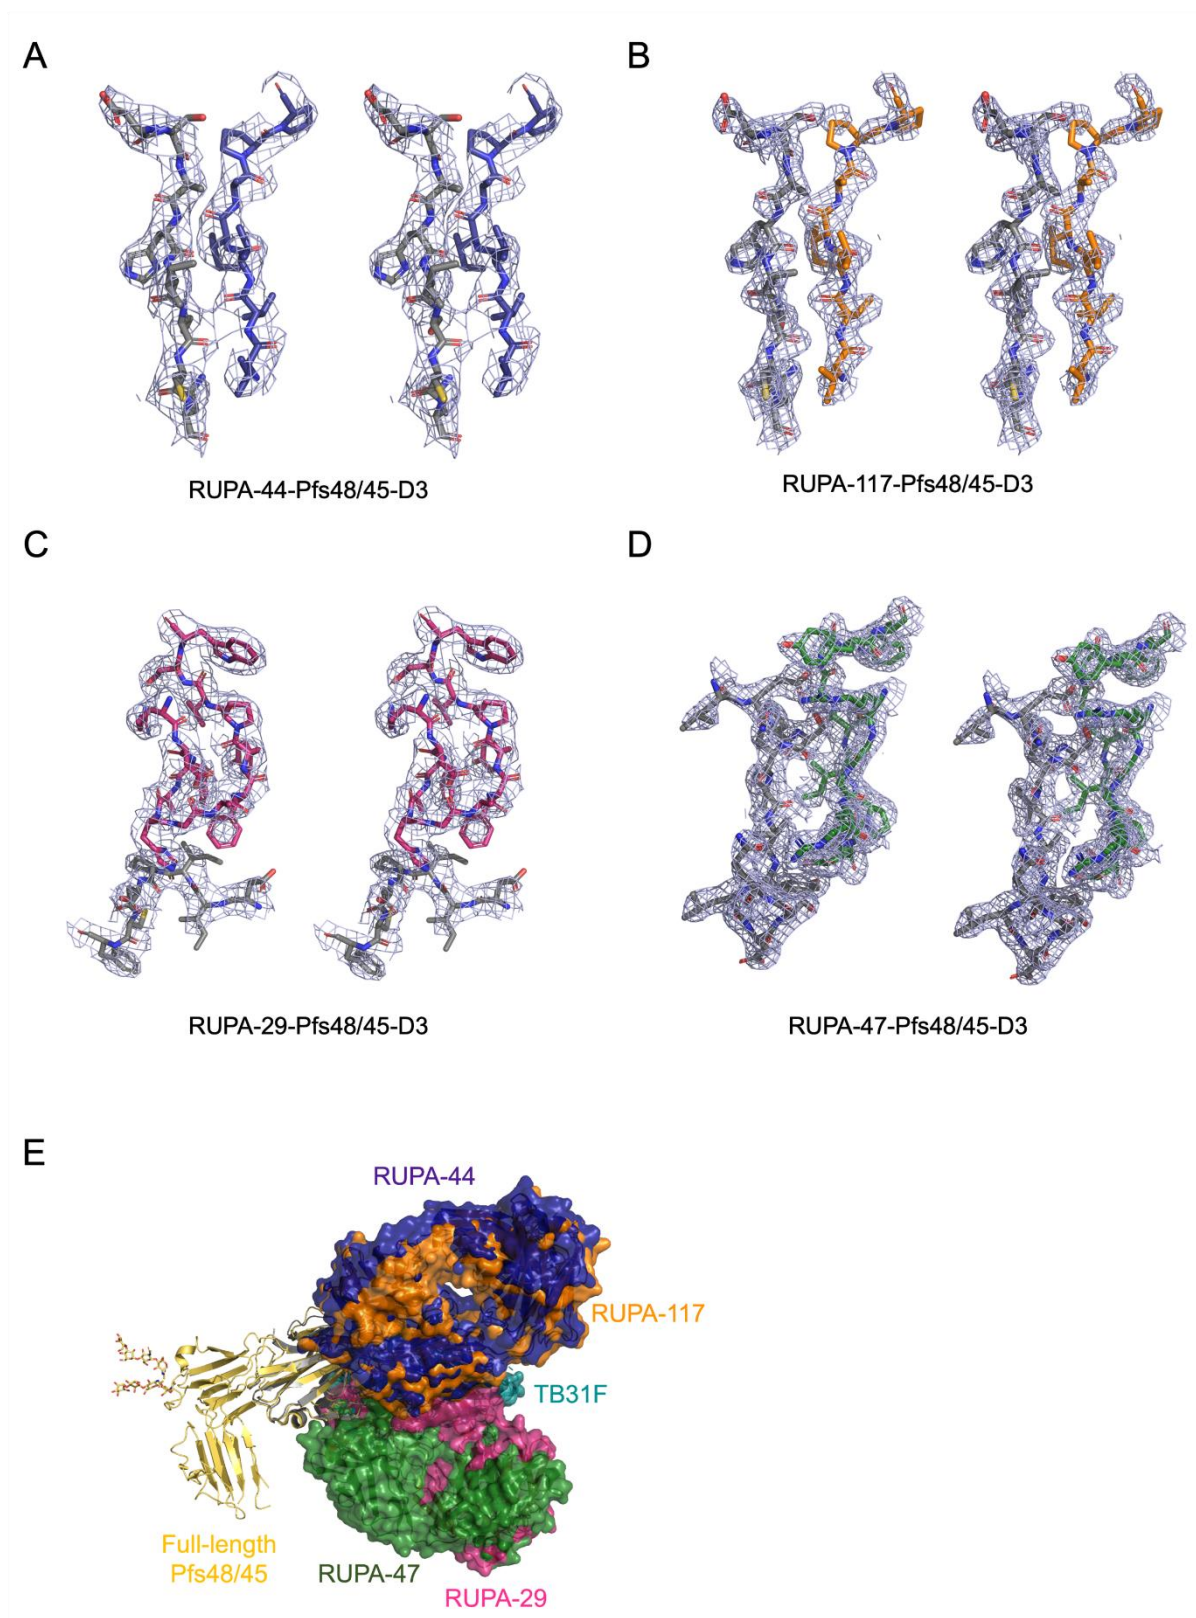 A
B
RUPA-44-Pfs48/45-D3
RUPA-117-Pfs48/45-D3
C
D
RUPA-29-Pfs48/45-D3
RUPA-47-Pfs48/45-D3
E
RUPA-44
RUPA-117
TB31F
Full-length
Pfs48/45
RUPA-47
RUPA-29